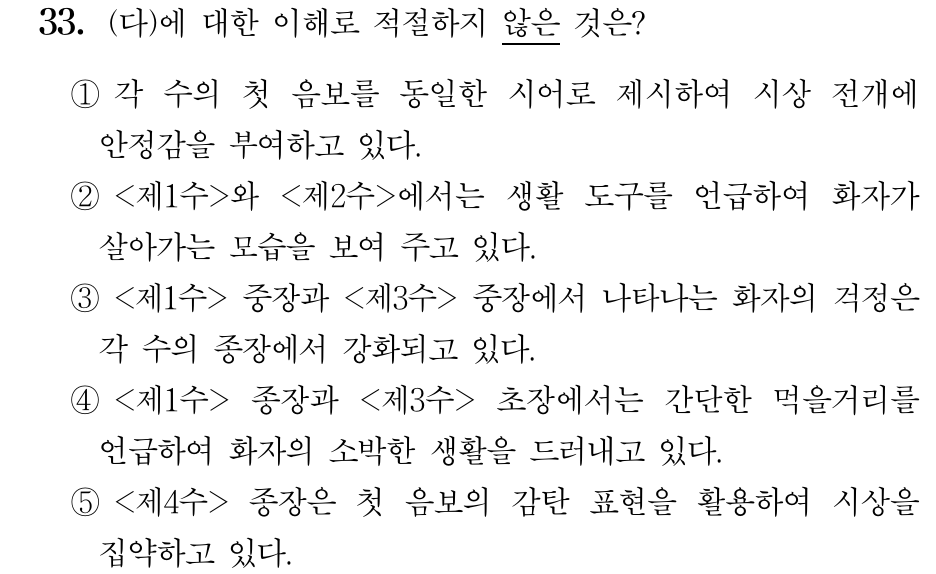 33. (다)에 대한 이해로 적절하지 않은 것은?
① 각 수의 첫 음보를 동일한 시어로 제시하여 시상 전개에
안정감을 부여하고 있다.
② <제1수>와 <제2수>에서는 생활 도구를 언급하여 화자가
살아가는 모습을 보여 주고 있다.
③ <제1수> 중장과 <제3수> 중장에서 나타나는 화자의 걱정은
각 수의 종장에서 강화되고 있다.
④ <제1수> 종장과 <제3수> 초장에서는 간단한 먹을거리를
언급하여 화자의 소박한 생활을 드러내고 있다.
⑤ <제4수> 종장은 첫 음보의 감탄 표현을 활용하여 시상을
집약하고 있다.